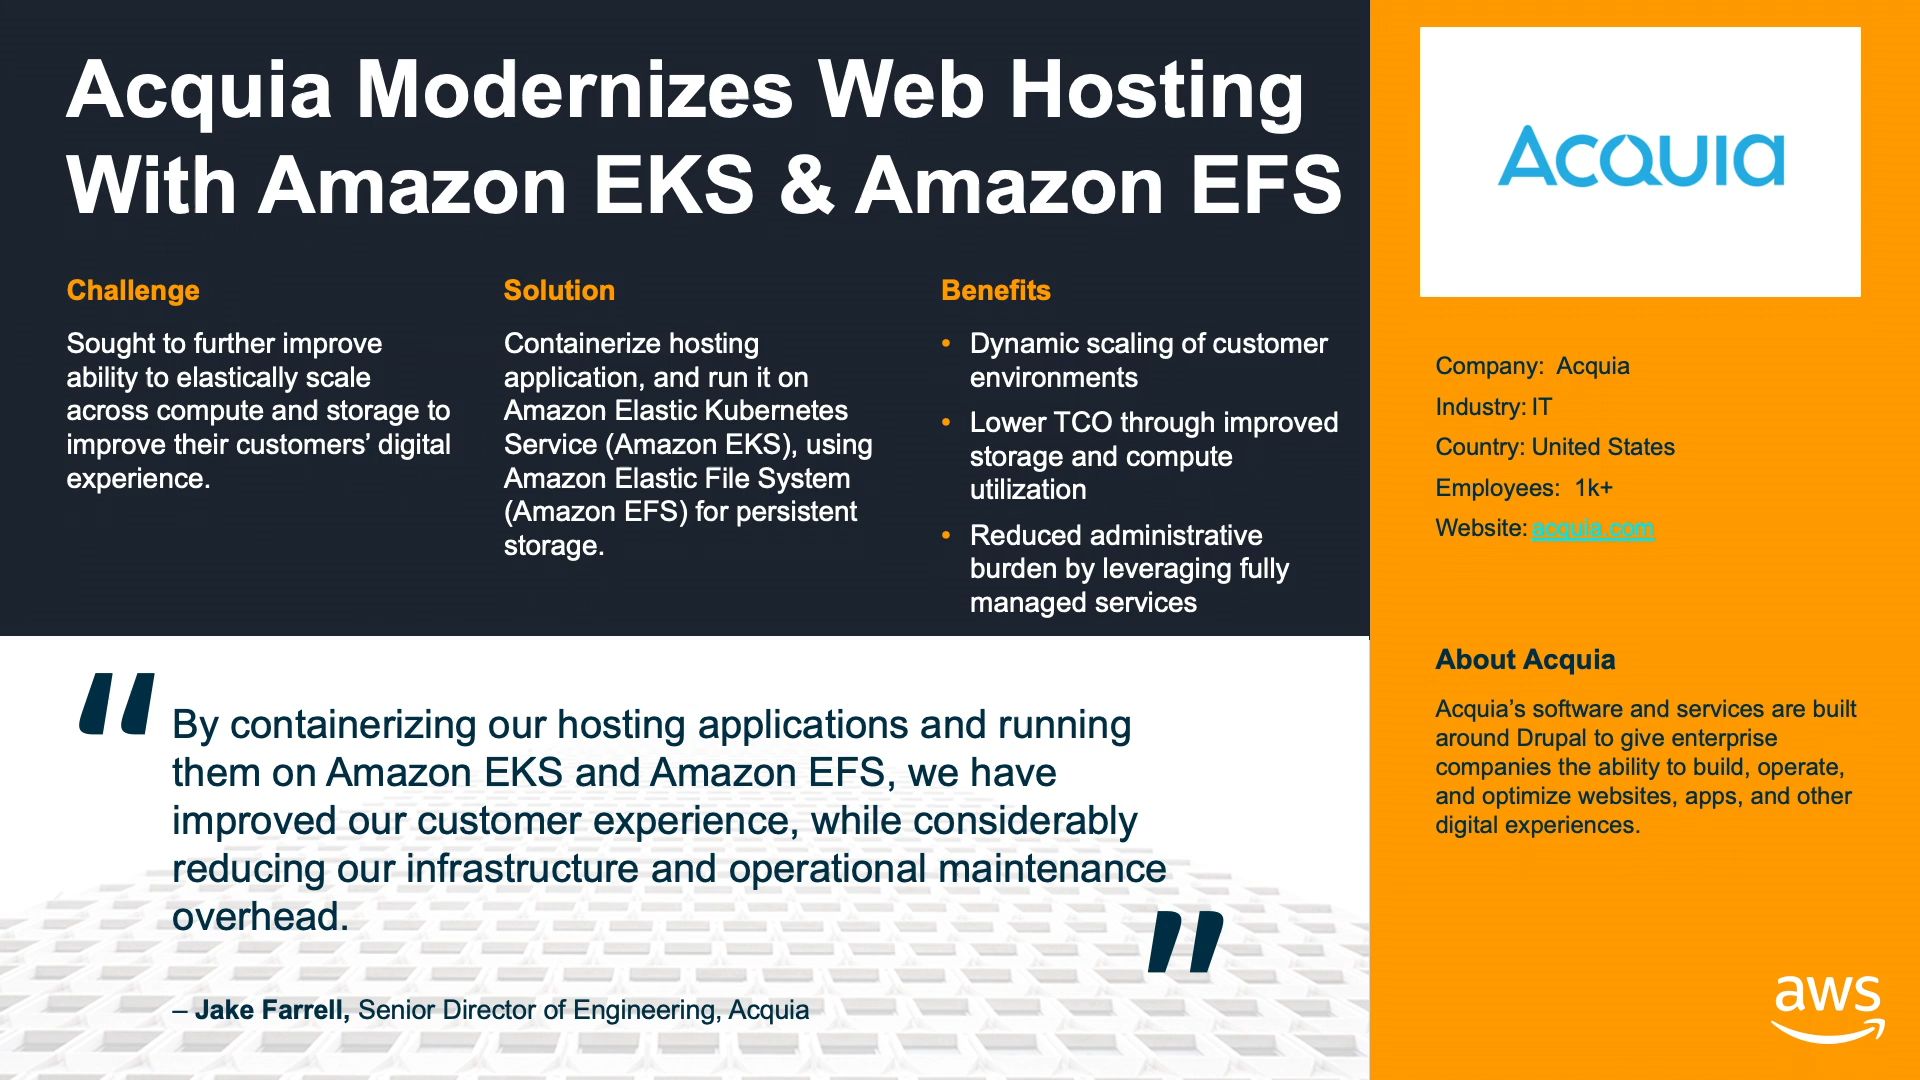 Acquia Modernizes Web Hosting
With Amazon EKS & Amazon EFS
Challenge
Sought to further improve
ability to elastically scale
across compute and storage to
improve their customers’ digital
experience.
Solution
Containerize hosting
application, and run it on
Amazon Elastic Kubernetes
Service (Amazon EKS), using
Amazon Elastic File System
(Amazon EFS) for persistent
storage.
Benefits
• Dynamic scaling of customer
environments
• Lower TCO through improved
storage and compute
utilization
• Reduced administrative
burden by leveraging fully
managed services
“
By containerizing our hosting applications and running
them on Amazon EKS and Amazon EFS, we have
improved our customer experience, while considerably
reducing our infrastructure and operational maintenance
overhead.
”
– Jake Farrell, Senior Director of Engineering, Acquia
Acquia
Company: Acquia
Industry: IT
Country: United States
Employees: 1k+
Website: acquia.com
About Acquia
Acquia’s software and services are built
around Drupal to give enterprise
companies the ability to build, operate,
and optimize websites, apps, and other
digital experiences.
aws